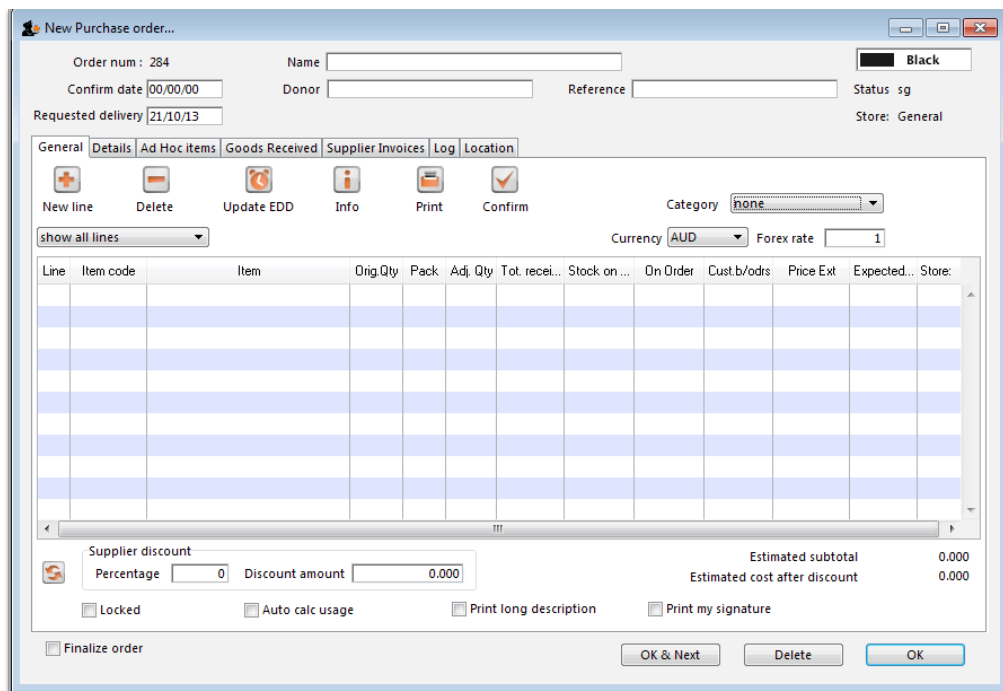 New Purchase order...
Order num : 284 Name Black
Confirm date 00/00/00 Donor Reference Status sg
Requested delivery 21/10/13 Store: General
General Details Ad Hoc items Goods Received Supplier Invoices Log Location
New line Delete Update EDD Info Print Confirm Category none
show all lines Currency AUD Forex rate 1
Line Item code Item Orig.Qty Pack Adj. Qty Tot. recei... Stock on ... On Order Cust.b/odrs Price Ext Expected... Store:
Supplier discount Estimated subtotal 0.000
Percentage 0 Discount amount 0.000 Estimated cost after discount 0.000
Locked Auto calc usage Print long description Print my signature
Finalize order OK & Next Delete OK